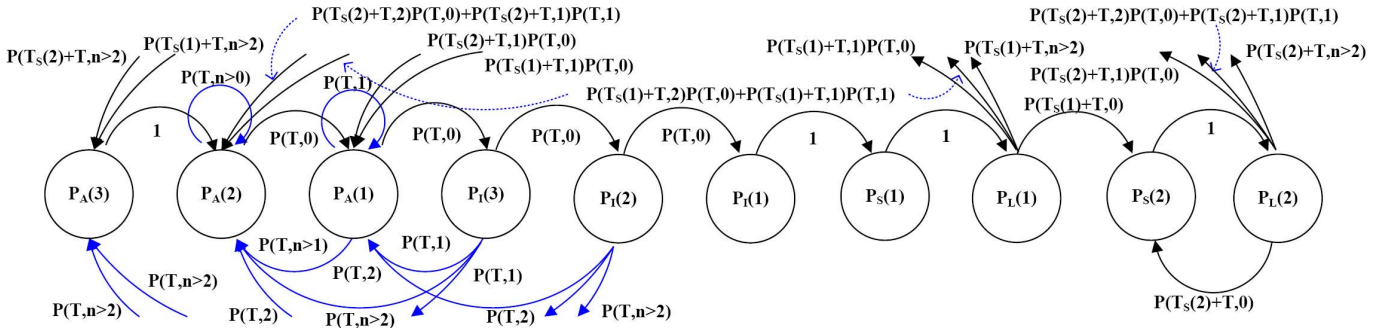 P(T_S(2)+T,2)P(T,0)+P(T_S(2)+T,1)P(T,1)
P(T_S(2)+T,2)P(T,0)+P(T_S(2)+T,1)P(T,1)
P(T_S(1)+T,n>2)
P(T_S(2)+T,n>2)
P(T_S(2)+T,1)P(T,0)
P(T_S(1)+T,1)P(T,0)
P(T_S(1)+T,n>2)
P(T_S(2)+T,n>2)
P(T_S(1)+T,1)P(T,0)
P(T,n>0)
P(T,1)
P(T_S(1)+T,2)P(T,0)+P(T_S(1)+T,1)P(T,1)
P(T_S(2)+T,1)P(T,0)
P(T_S(1)+T,0)
1
P(T,0)
P(T,0)
P(T,0)
P(T,0)
1
1
1
P_A(3)
P_A(2)
P_A(1)
P_I(3)
P_I(2)
P_I(1)
P_S(1)
P_L(1)
P_S(2)
P_L(2)
P(T,n>1)
P(T,1)
P(T,2)
P(T,1)
P(T,n>2)
P(T,n>2)
P(T,2)
P(T,n>2)
P(T,2)
P(T,n>2)
P(T_S(2)+T,0)